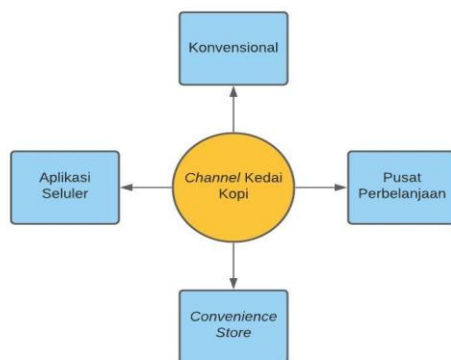 Konvensional
Aplikasi
Seluler
Channel Kedai
Kopi
Pusat
Perbelanjaan
Convenience
Store